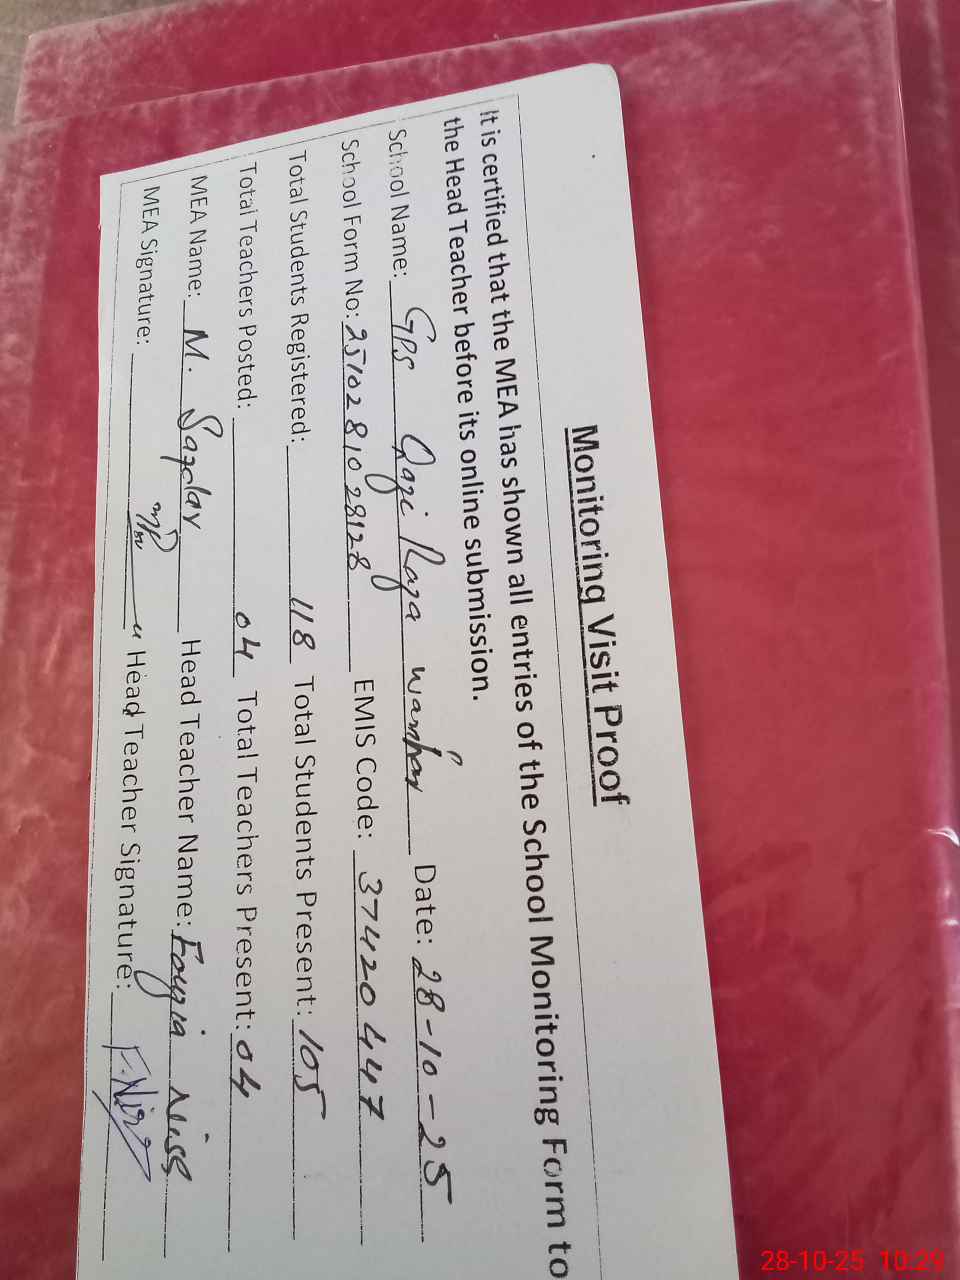 Monitoring Visit Proof
It is certified that the MEA has shown all entries of the School Monitoring Form to
the Head Teacher before its online submission.
School Name: GPS Qazi Raza Date: 28-10-25
School Form No: 2510281028128 EMIS Code: 37420447
Total Students Registered: 118 Total Students Present: 105
Total Teachers Posted: 04 Total Teachers Present: 04
MEA Name: M. Head Teacher Name: Fouzia
MEA Signature: Head Teacher Signature:
28-10-25 10:29